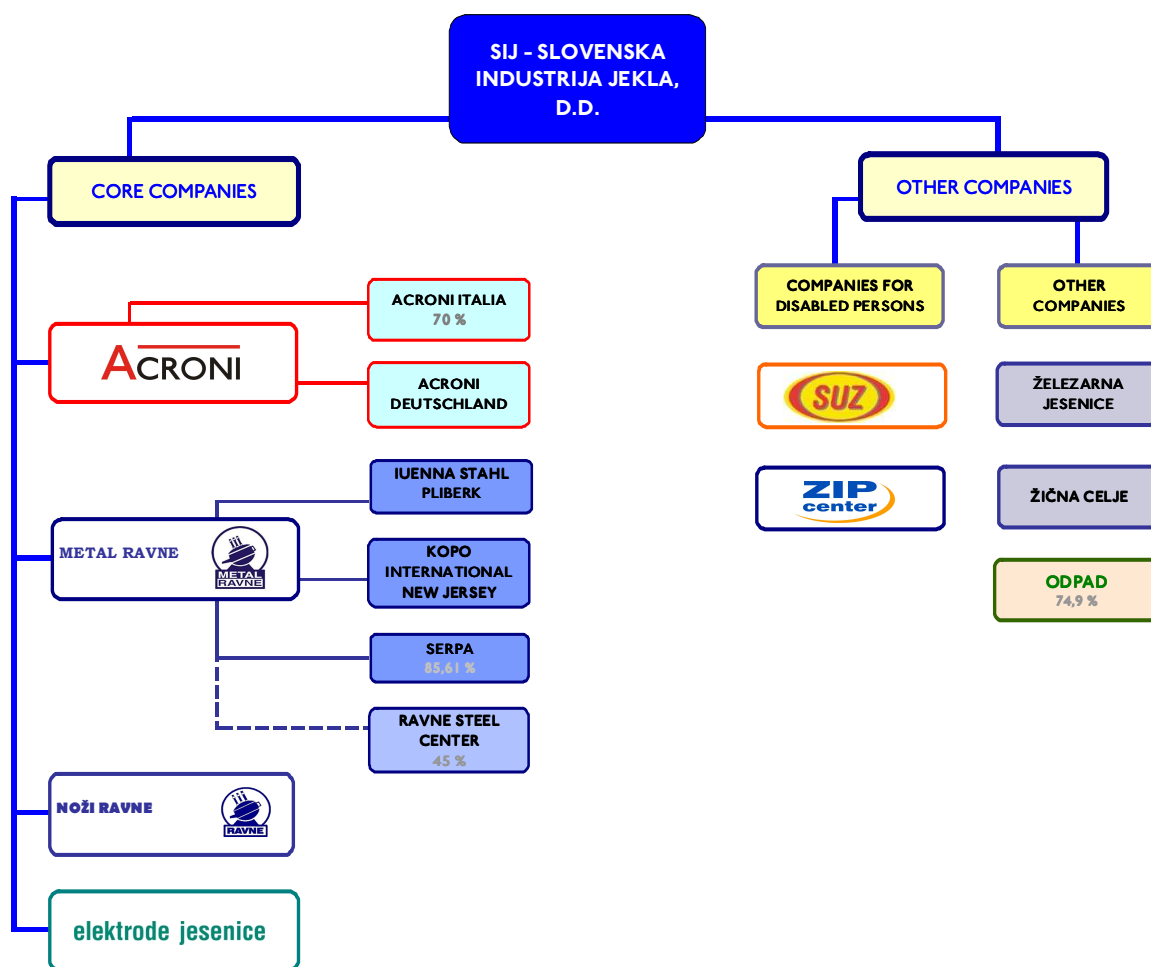 SIJ - SLOVENSKA
INDUSTRIJA JEKLA,
D.D.
CORE COMPANIES
ACRONI
ACRONI ITALIA
70 %
ACRONI
DEUTSCHLAND
METAL RAVNE
METAL
RAVNE
IUENNA STAHL
PLIBERK
KOPO
INTERNATIONAL
NEW JERSEY
SERPA
85,61 %
RAVNE STEEL
CENTER
45 %
NOŽI RAVNE
RAVNE
elektrode jesenice
OTHER COMPANIES
COMPANIES FOR
DISABLED PERSONS
SUZ
ZIP
center
OTHER
COMPANIES
ŽELEZARNA
JESENICE
ŽIČNA CELJE
ODPAD
74,9 %